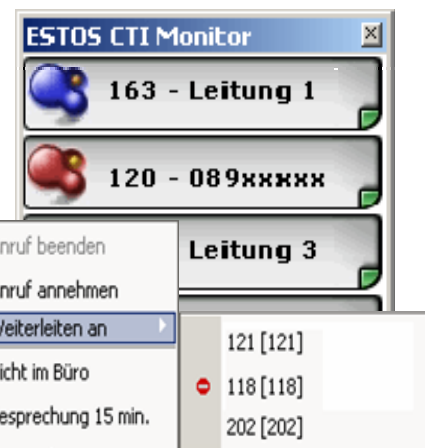 ESTOS CTI Monitor
163 - Leitung 1
120 - 089xxxxx
Leitung 3
nruf beenden
nruf annehmen
Weiterleiten an
icht im Büro
esprechung 15 min.
121 [121]
118 [118]
202 [202]